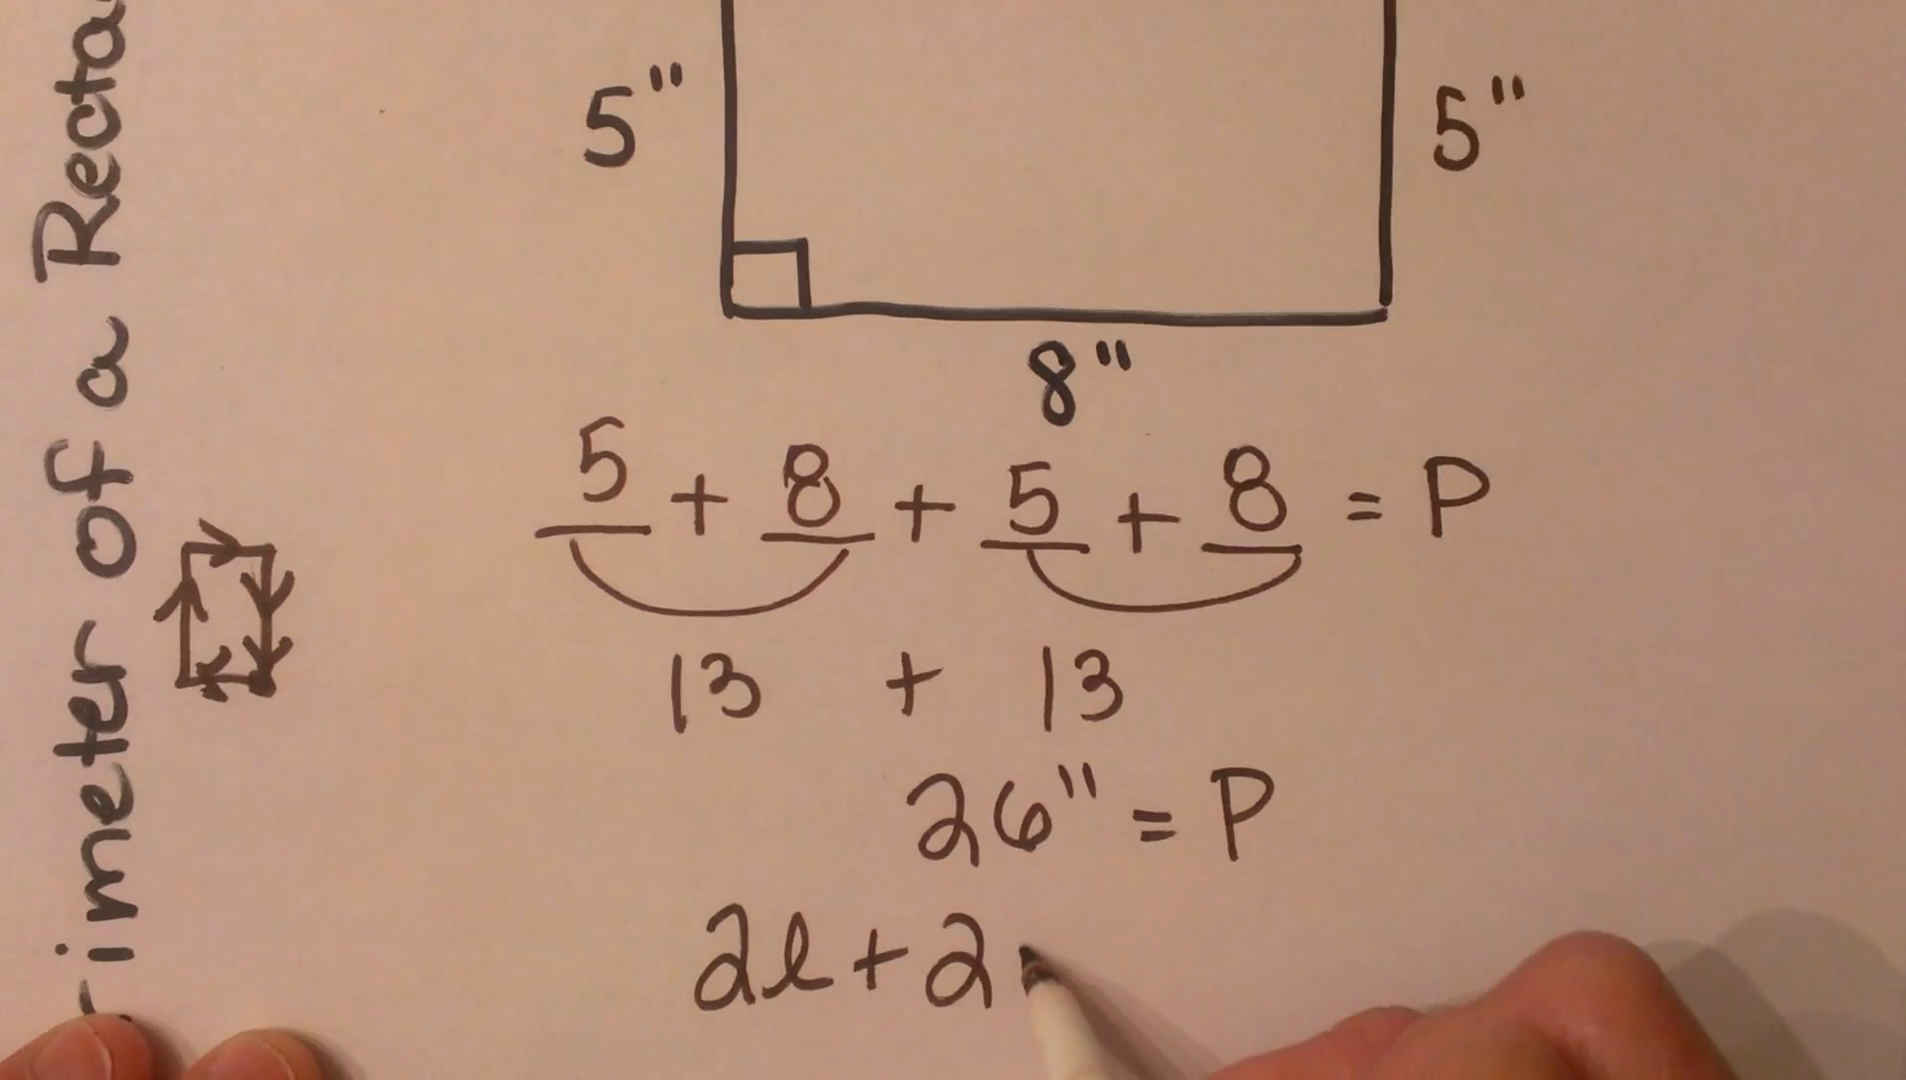 imeter of a Recta
5" 5"
8"
5 + 8 + 5 + 8 = P
13 + 13
26" = P
2l + 2